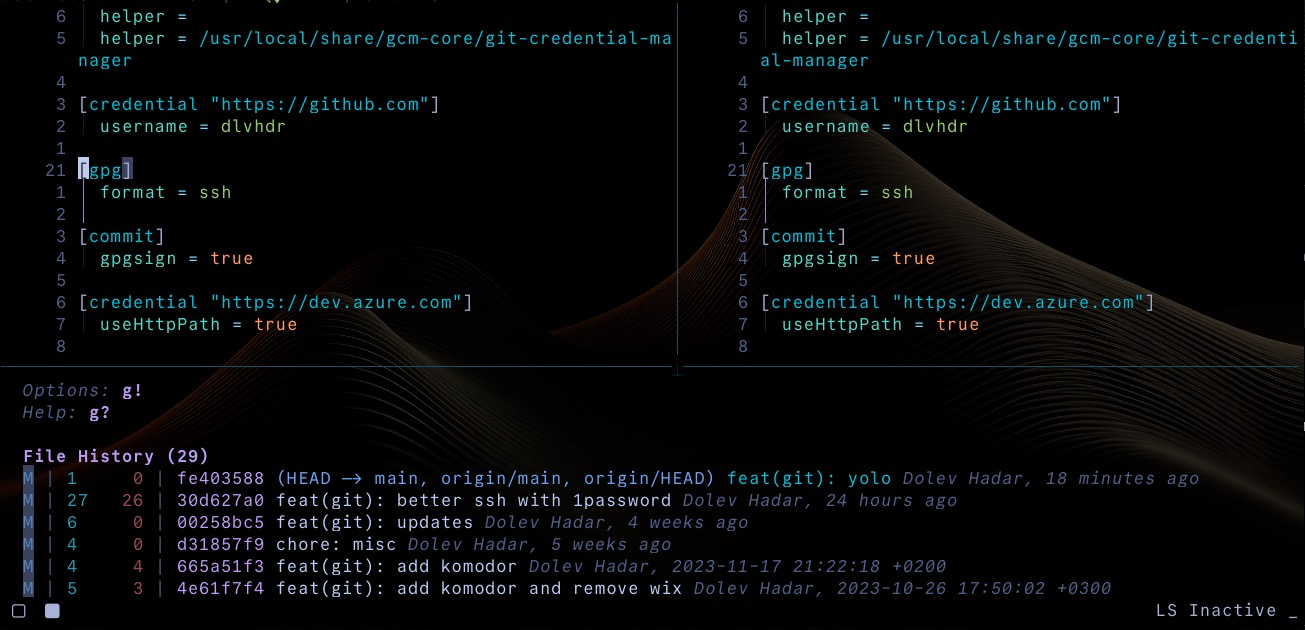 6 helper =
5 helper = /usr/local/share/gcm-core/git-credential-ma
nager
4
3 [credential "https://github.com"]
2 username = dlvhdr
1
21 [gpg]
1 format = ssh
2
3 [commit]
4 gpgsign = true
5
6 [credential "https://dev.azure.com"]
7 useHttpPath = true
8
6 helper =
5 helper = /usr/local/share/gcm-core/git-credenti
al-manager
4
3 [credential "https://github.com"]
2 username = dlvhdr
1
21 [gpg]
1 format = ssh
2
3 [commit]
4 gpgsign = true
5
6 [credential "https://dev.azure.com"]
7 useHttpPath = true
8
Options: g!
Help: g?
File History (29)
M | 1 0 | fe403588 (HEAD —> main, origin/main, origin/HEAD) feat(git): yolo Dolev Hadar, 18 minutes ago
M | 27 26 | 30d627a0 feat(git): better ssh with 1password Dolev Hadar, 24 hours ago
M | 6 0 | 00258bc5 feat(git): updates Dolev Hadar, 4 weeks ago
M | 4 0 | d31857f9 chore: misc Dolev Hadar, 5 weeks ago
M | 4 4 | 665a51f3 feat(git): add komodor Dolev Hadar, 2023-11-17 21:22:18 +0200
M | 5 3 | 4e61f7f4 feat(git): add komodor and remove wix Dolev Hadar, 2023-10-26 17:50:02 +0300
LS Inactive _